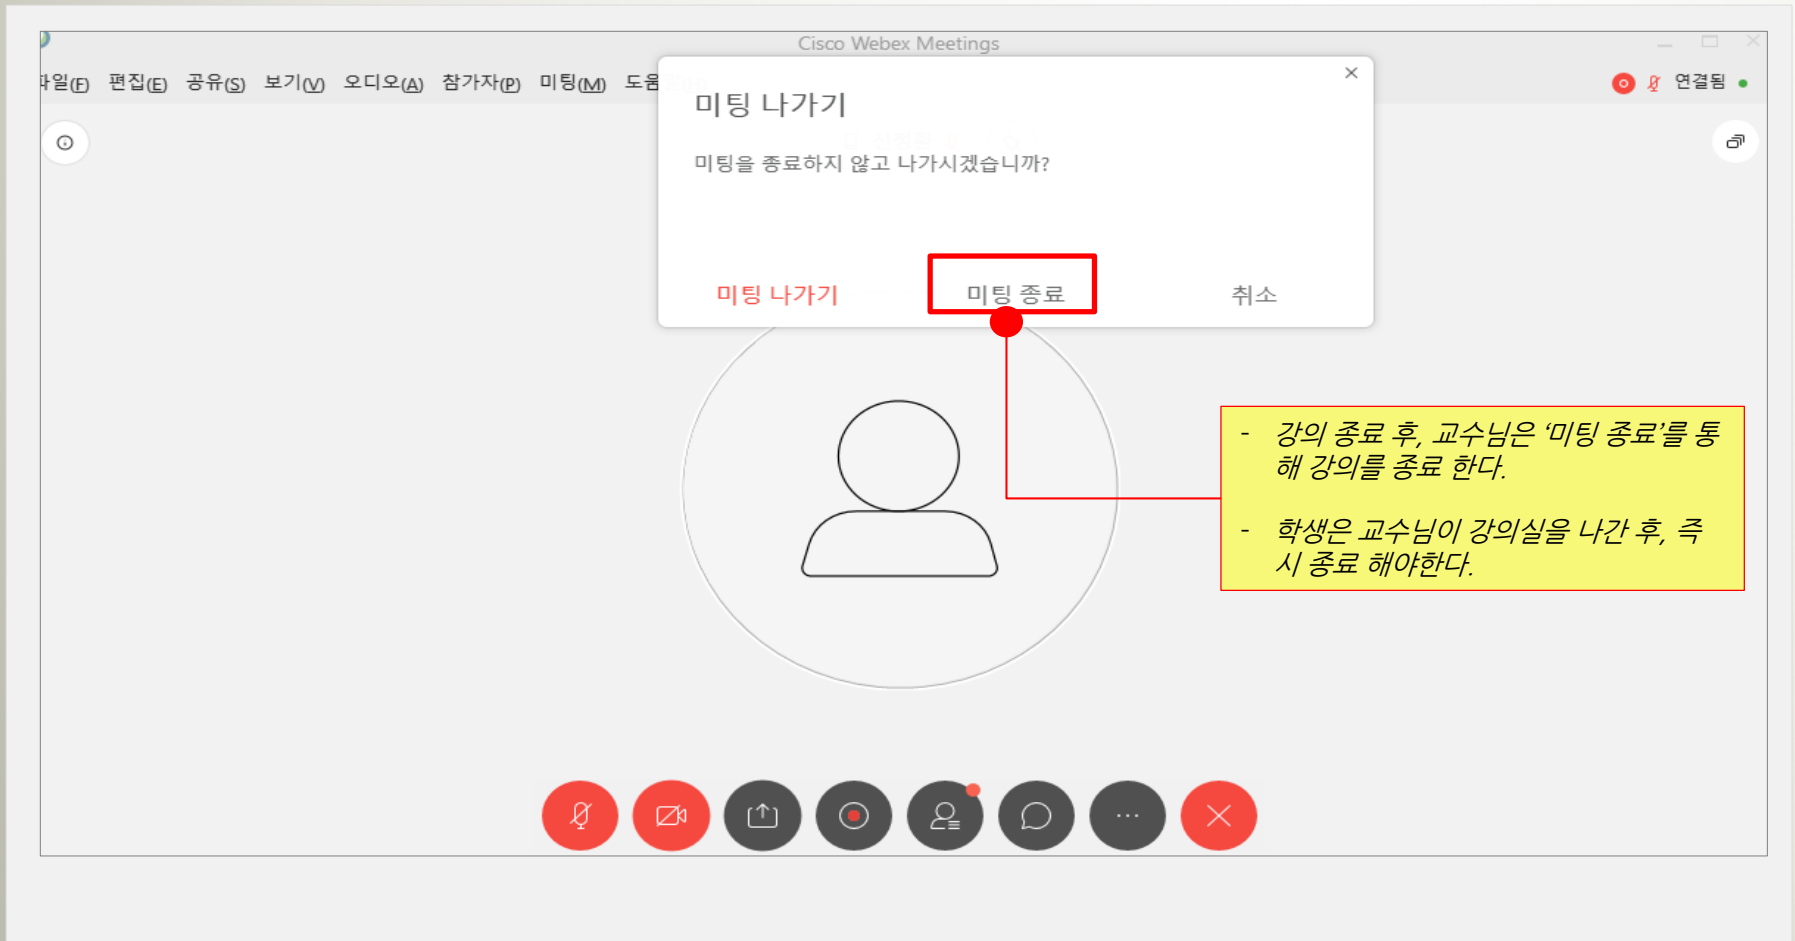 Cisco Webex Meetings
파일(F) 편집(E) 공유(S) 보기(V) 오디오(A) 참가자(P) 미팅(M) 도움
연결됨
미팅 나가기
미팅을 종료하지 않고 나가시겠습니까?
미팅 나가기 미팅 종료 취소
- 강의 종료 후, 교수님은 ‘미팅 종료’를 통
해 강의를 종료 한다.
- 학생은 교수님이 강의실을 나간 후, 즉
시 종료 해야한다.